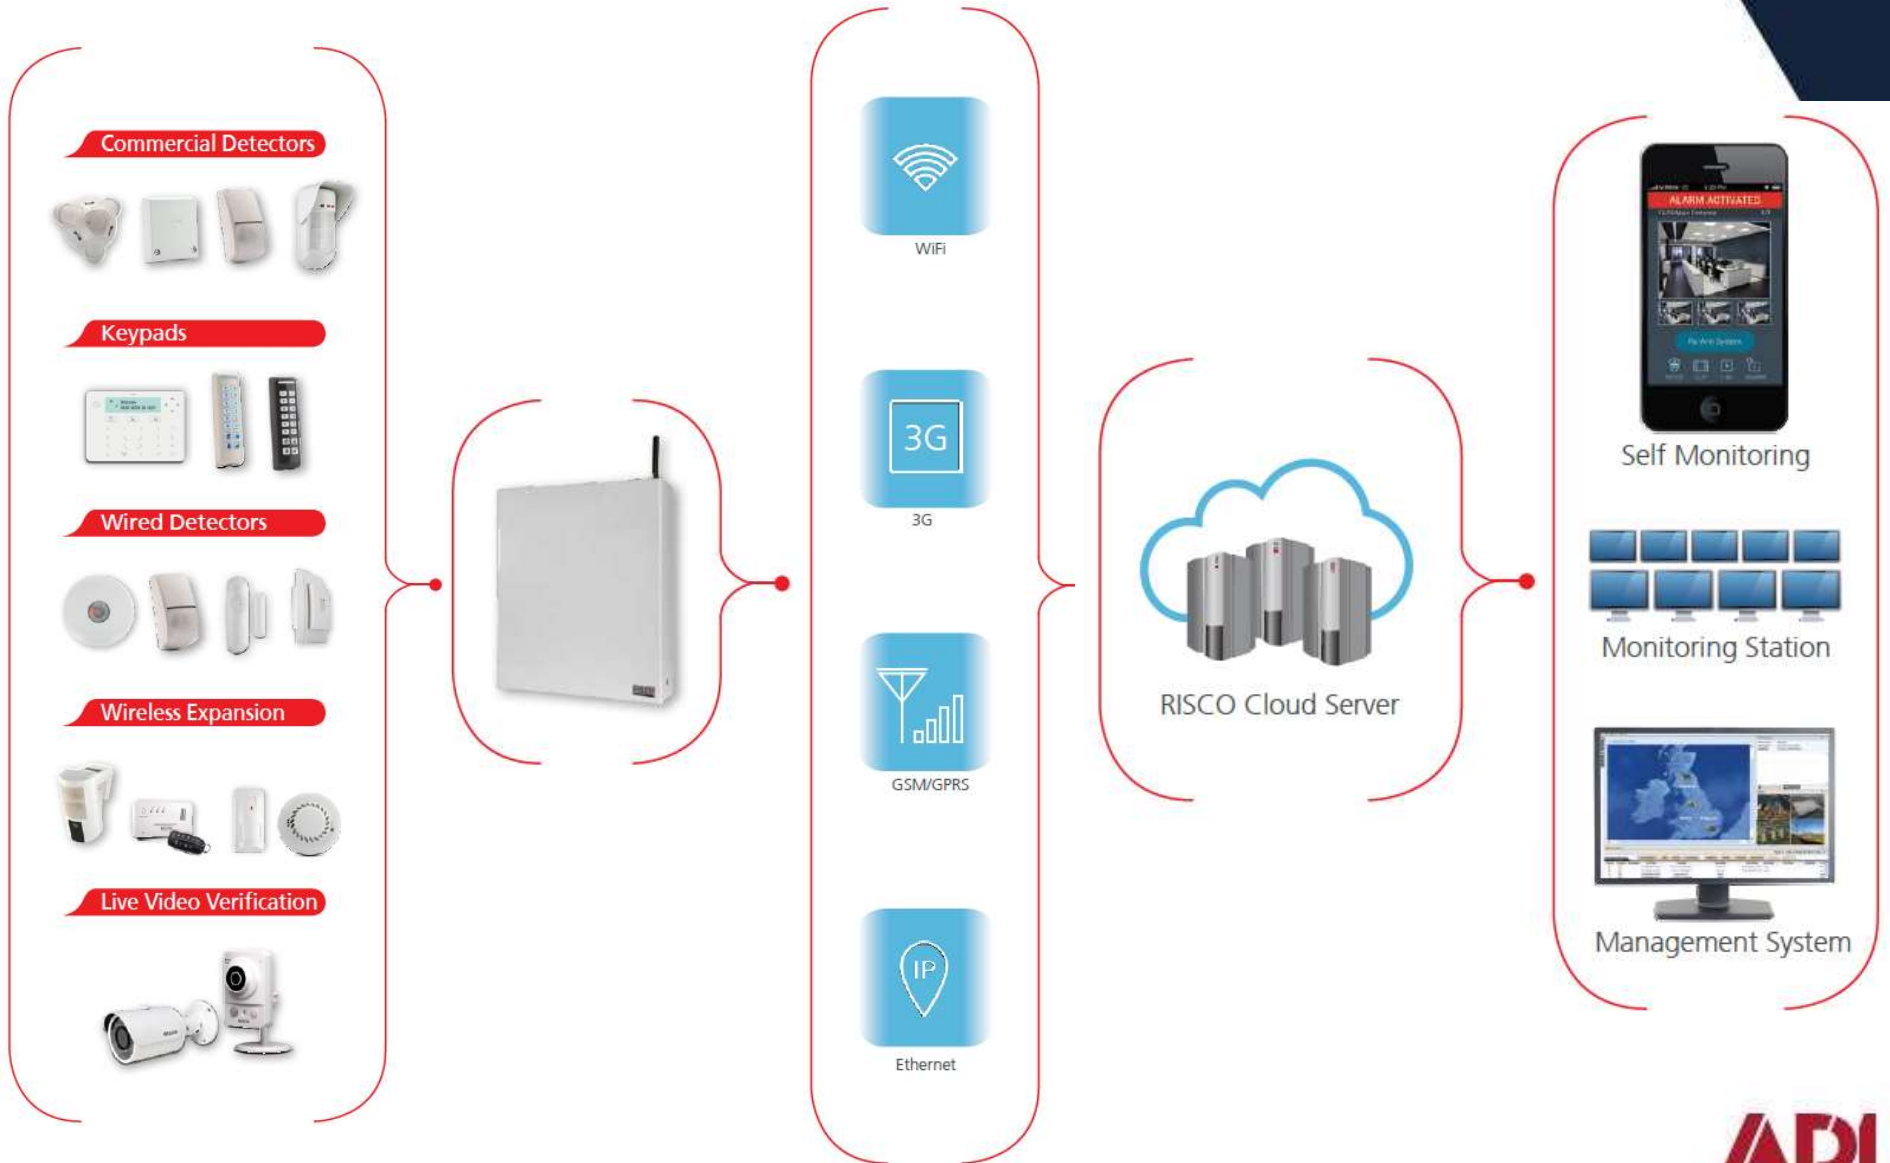 Commercial Detectors
Keypads
Wired Detectors
Wireless Expansion
Live Video Verification
WiFi
3G
3G
GSM/GPRS
IP
Ethernet
RISCO Cloud Server
ALARM ACTIVATED
Self Monitoring
Monitoring Station
Management System
ADI